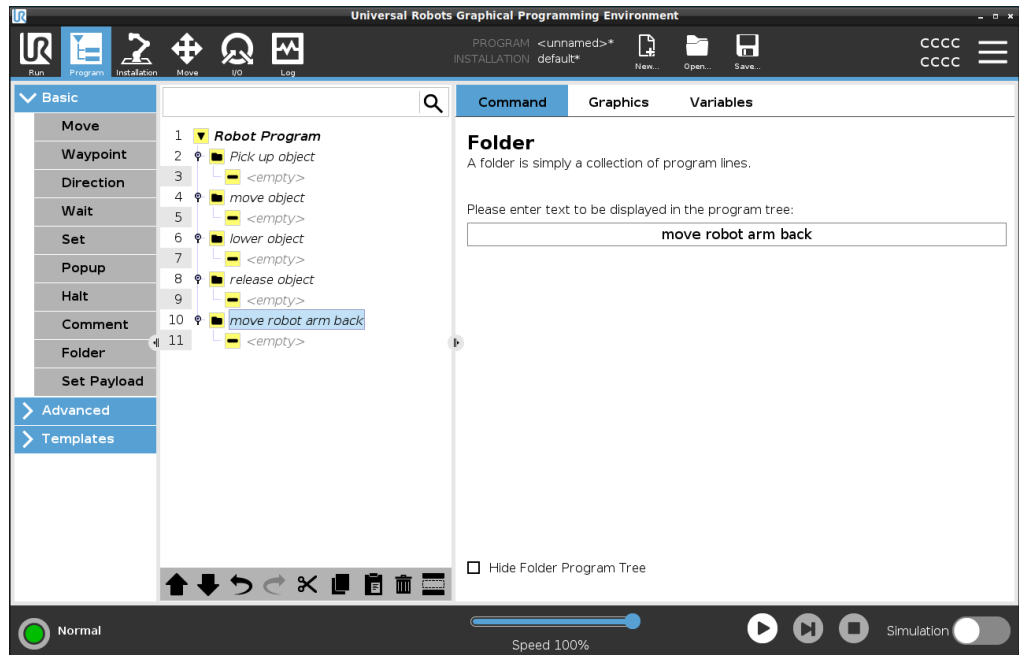 Universal Robots Graphical Programming Environment
UR
Run
Program
Installation
Move
I/O
Log
PROGRAM <unnamed>*
INSTALLATION default*
New...
Open...
Save...
CCCC
CCCC
Basic
Move
Waypoint
Direction
Wait
Set
Popup
Halt
Comment
Folder
Set Payload
Advanced
Templates
1 Robot Program
2 Pick up object
3 <empty>
4 move object
5 <empty>
6 lower object
7 <empty>
8 release object
9 <empty>
10 move robot arm back
11 <empty>
Command Graphics Variables
Folder
A folder is simply a collection of program lines.
Please enter text to be displayed in the program tree:
move robot arm back
Hide Folder Program Tree
Normal
Speed 100%
Simulation